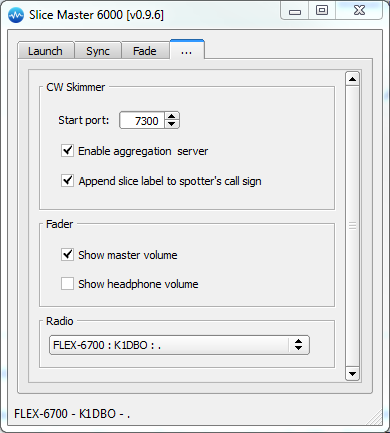 Slice Master 6000 [v0.9.6]
Launch Sync Fade ...
CW Skimmer
Start port: 7300
Enable aggregation server
Append slice label to spotter's call sign
Fader
Show master volume
Show headphone volume
Radio
FLEX-6700 : K1DBO : .
FLEX-6700 - K1DBO - .